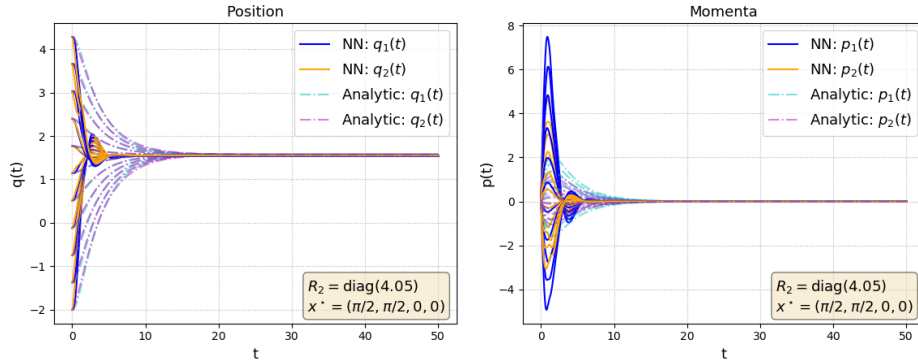 Position
q(t)
4
3
2
1
0
−1
−2
NN: q₁(t)
NN: q₂(t)
Analytic: q₁(t)
Analytic: q₂(t)
R₂ = diag(4.05)
x* = (π/2, π/2, 0, 0)
0 10 20 30 40 50
t
Momenta
p(t)
8
6
4
2
0
−2
−4
NN: p₁(t)
NN: p₂(t)
Analytic: p₁(t)
Analytic: p₂(t)
R₂ = diag(4.05)
x* = (π/2, π/2, 0, 0)
0 10 20 30 40 50
t